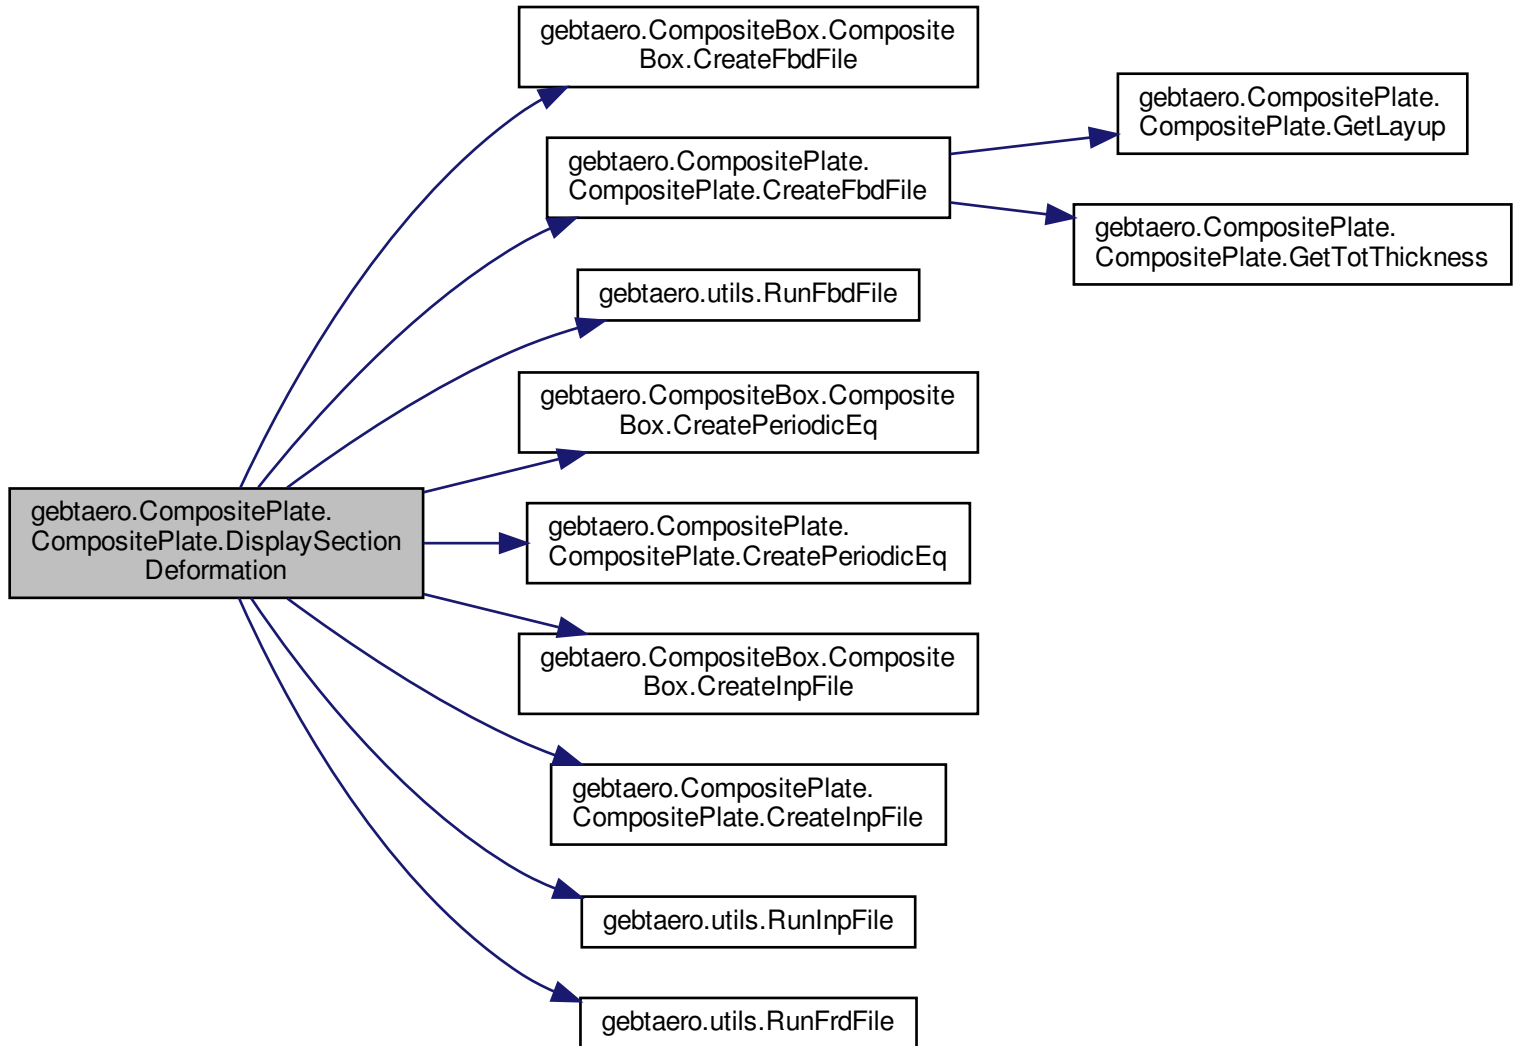 gebtaero.CompositeBox.Composite
Box.CreateFbdFile
gebtaero.CompositePlate.
CompositePlate.GetLayup
gebtaero.CompositePlate.
CompositePlate.CreateFbdFile
gebtaero.CompositePlate.
CompositePlate.GetTotThickness
gebtaero.utils.RunFbdFile
gebtaero.CompositeBox.Composite
Box.CreatePeriodicEq
gebtaero.CompositePlate.
CompositePlate.DisplaySection
Deformation
gebtaero.CompositePlate.
CompositePlate.CreatePeriodicEq
gebtaero.CompositeBox.Composite
Box.CreateInpFile
gebtaero.CompositePlate.
CompositePlate.CreateInpFile
gebtaero.utils.RunInpFile
gebtaero.utils.RunFrdFile